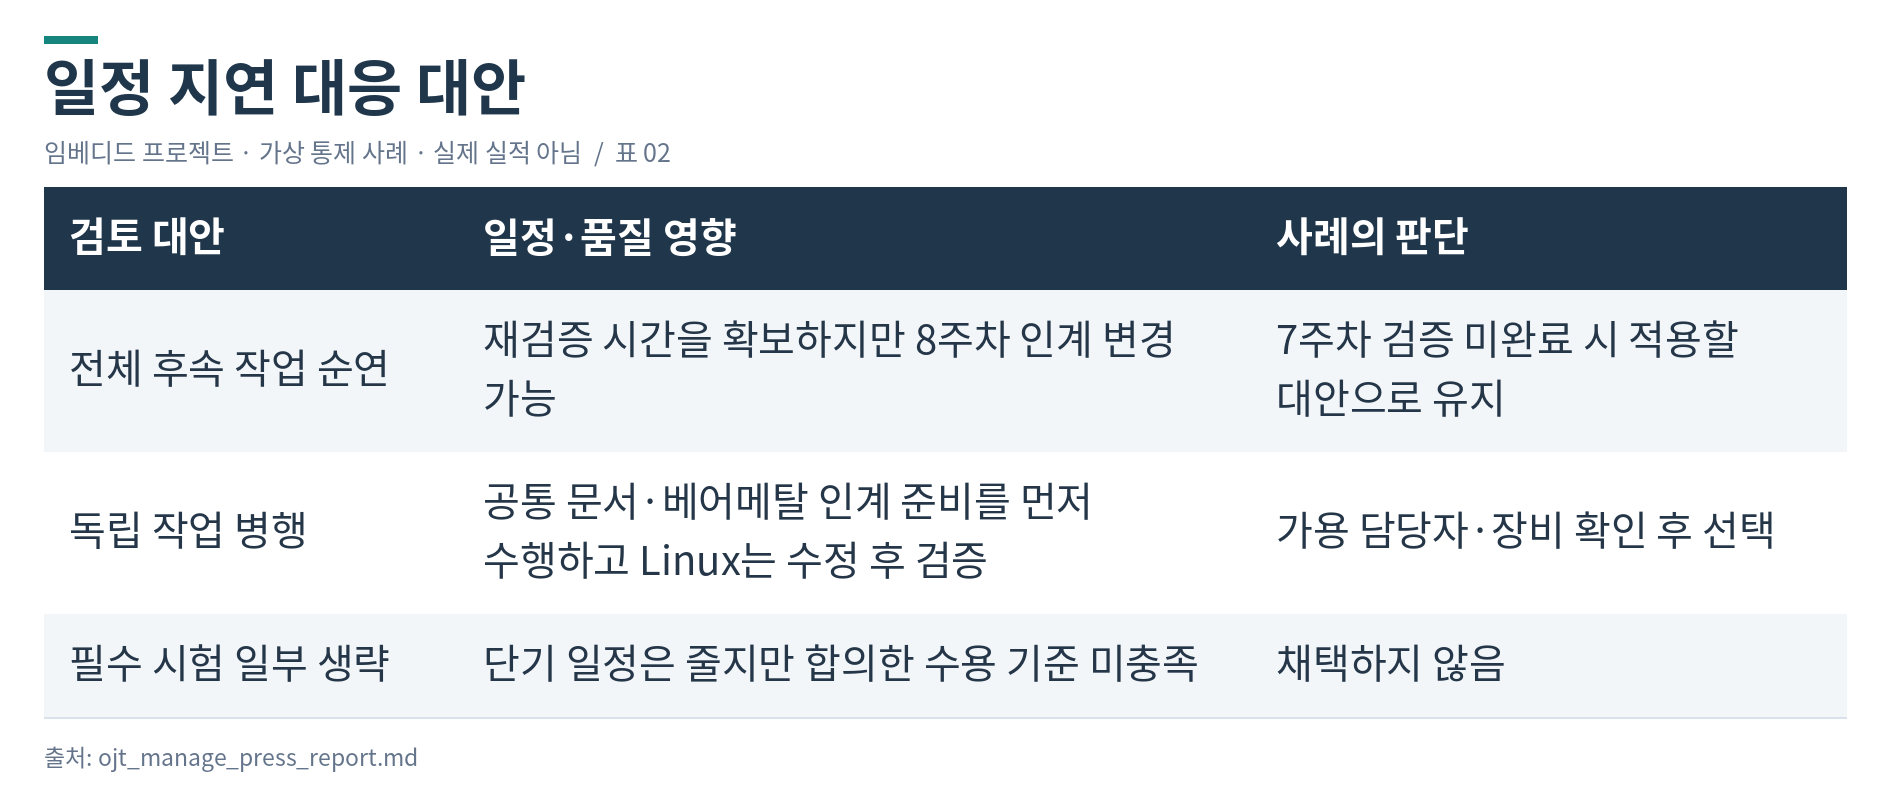 일정 지연 대응 대안
임베디드 프로젝트 · 가상 통제 사례 · 실제 실적 아님 / 표 02
검토 대안
일정·품질 영향
사례의 판단
전체 후속 작업 순연
재검증 시간을 확보하지만 8주차 인계 변경
가능
7주차 검증 미완료 시 적용할
대안으로 유지
독립 작업 병행
공통 문서·베어메탈 인계 준비를 먼저
수행하고 Linux는 수정 후 검증
가용 담당자·장비 확인 후 선택
필수 시험 일부 생략
단기 일정은 줄지만 합의한 수용 기준 미충족
채택하지 않음
출처: ojt_manage_press_report.md